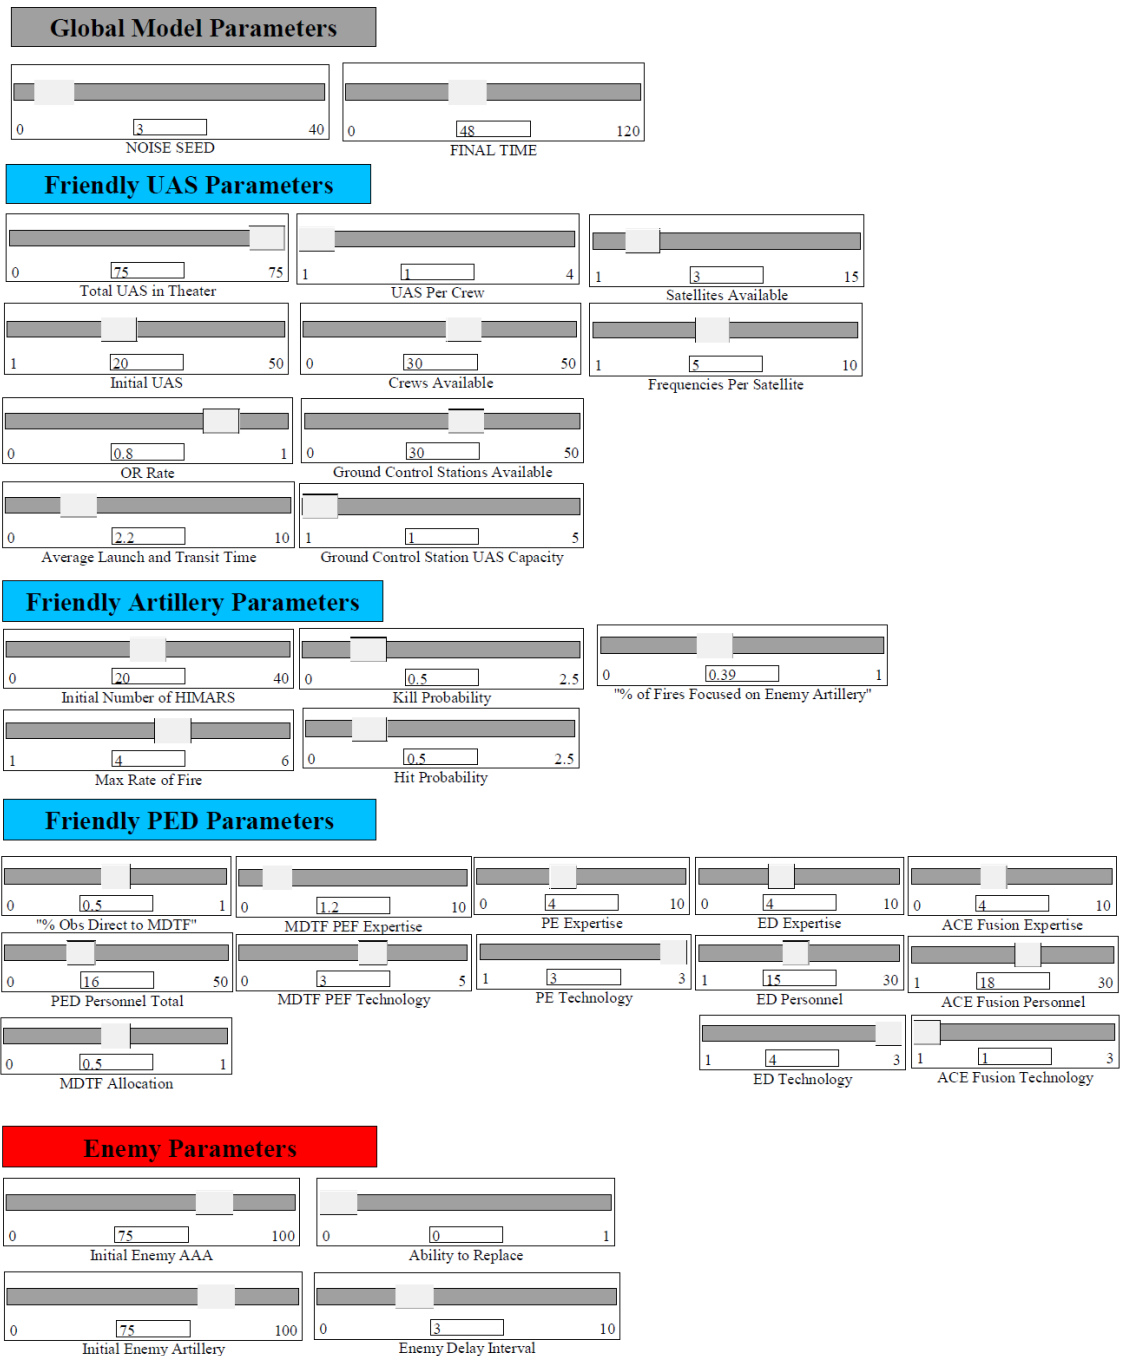 Global Model Parameters
0 3 40
NOISE SEED
0 48 120
FINAL TIME
Friendly UAS Parameters
0 75 75
Total UAS in Theater
1 1 4
UAS Per Crew
1 3 15
Satellites Available
1 20 50
Initial UAS
0 30 50
Crews Available
1 5 10
Frequencies Per Satellite
0 0.8 1
OR Rate
0 30 50
Ground Control Stations Available
0 2.2 10
Average Launch and Transit Time
1 1 5
Ground Control Station UAS Capacity
Friendly Artillery Parameters
0 20 40
Initial Number of HIMARS
0 0.5 2.5
Kill Probability
0 0.39 1
"% of Fires Focused on Enemy Artillery"
1 4 6
Max Rate of Fire
0 0.5 2.5
Hit Probability
Friendly PED Parameters
0 0.5 1
"% Obs Direct to MDTF"
0 1.2 10
MDTF PEF Expertise
0 4 10
PE Expertise
0 4 10
ED Expertise
0 4 10
ACE Fusion Expertise
0 16 50
PED Personnel Total
0 3 5
MDTF PEF Technology
1 3 3
PE Technology
1 15 30
ED Personnel
1 18 30
ACE Fusion Personnel
0 0.5 1
MDTF Allocation
1 4 3
ED Technology
1 1 3
ACE Fusion Technology
Enemy Parameters
0 75 100
Initial Enemy AAA
0 0 1
Ability to Replace
0 75 100
Initial Enemy Artillery
0 3 10
Enemy Delay Interval